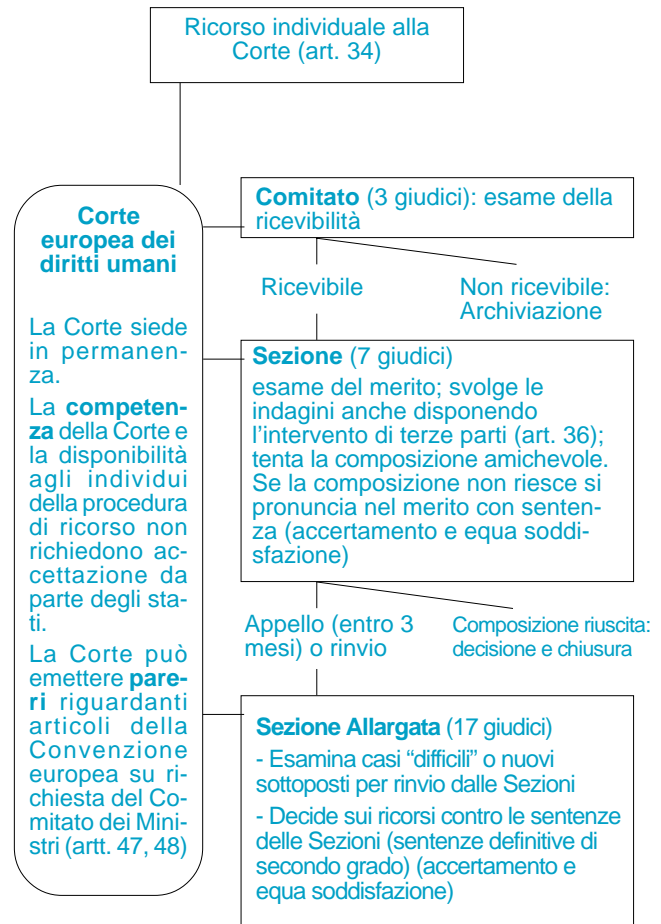 Ricorso individuale alla
Corte (art. 34)
Corte
europea dei
diritti umani
La Corte siede
in permanen-
za.
La competen-
za della Corte e
la disponibilità
agli individui
della procedura
di ricorso non
richiedono ac-
cettazione da
parte degli sta-
ti.
La Corte può
emettere pare-
ri riguardanti
articoli della
Convenzione
europea su ri-
chiesta del Co-
mitato dei Mini-
stri (artt. 47, 48)
Comitato (3 giudici): esame della
ricevibilità
Ricevibile
Non ricevibile:
Archiviazione
Sezione (7 giudici)
esame del merito; svolge le
indagini anche disponendo
l’intervento di terze parti (art. 36);
tenta la composizione amichevole.
Se la composizione non riesce si
pronuncia nel merito con senten-
za (accertamento e equa soddi-
sfazione)
Appello (entro 3
mesi) o rinvio
Composizione riuscita:
decisione e chiusura
Sezione Allargata (17 giudici)
- Esamina casi “difficili” o nuovi
sottoposti per rinvio dalle Sezioni
- Decide sui ricorsi contro le sentenze
delle Sezioni (sentenze definitive di
secondo grado) (accertamento e
equa soddisfazione)